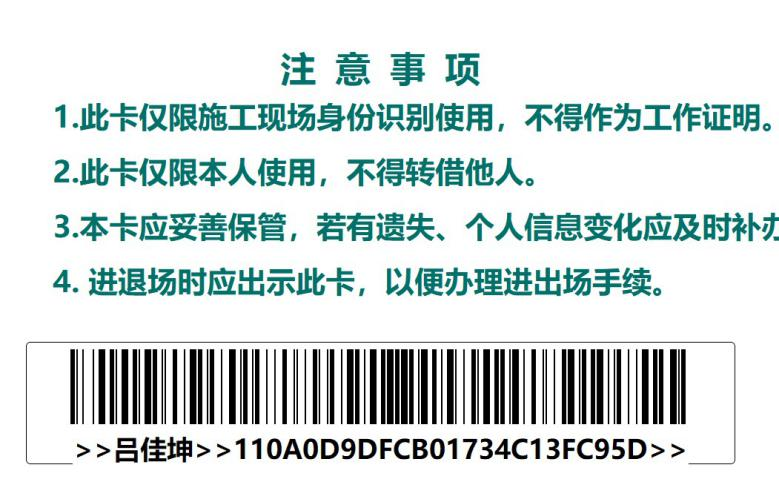 注意事项
1.此卡仅限施工现场身份识别使用，不得作为工作证明。
2.此卡仅限本人使用，不得转借他人。
3.本卡应妥善保管，若有遗失、个人信息变化应及时补办
4. 进退场时应出示此卡，以便办理进出场手续。
>>吕佳坤>>110A0D9DFCB01734C13FC95D>>